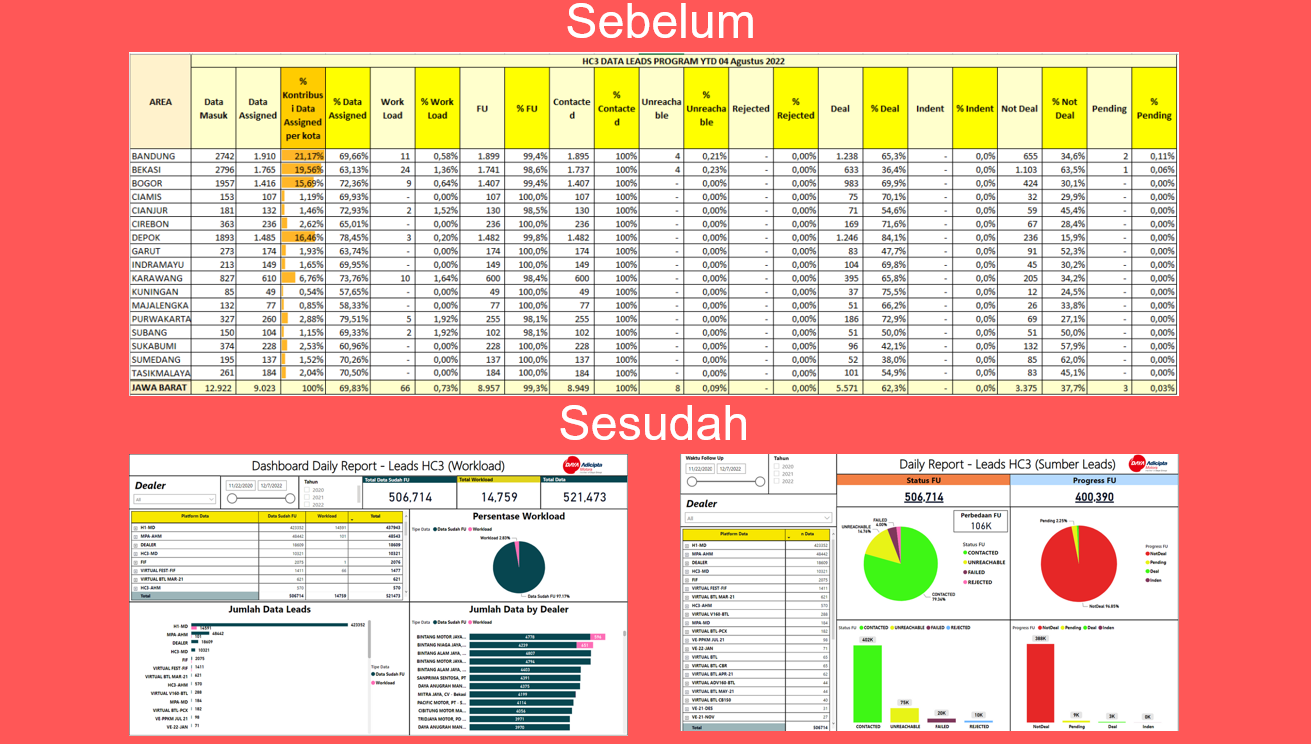 Sebelum
HC3 DATA LEADS PROGRAM YTD 04 Agustus 2022
AREA Data Masuk Data Assigned % Kontribusi Data Assigned per kota % Data Assigned Work Load % Work Load FU % FU Contacted % Contacted Unreachable % Unreachable Rejected % Rejected Deal % Deal Indent % Indent Not Deal % Not Deal Pending % Pending
BANDUNG 2742 1.910 21,17% 69,66% 11 0,58% 1.899 99,4% 1.895 100% 4 0,21% - 0,00% 1.238 65,3% - 0,0% 655 34,6% 2 0,11%
BEKASI 2796 1.765 19,56% 63,13% 24 1,36% 1.741 98,6% 1.737 100% 4 0,23% - 0,00% 633 36,4% - 0,0% 1.103 63,5% 1 0,06%
BOGOR 1957 1.416 15,69% 72,36% 9 0,64% 1.407 99,4% 1.407 100% - 0,00% - 0,00% 983 69,9% - 0,0% 424 30,1% - 0,00%
CIAMIS 153 107 1,19% 69,93% - 0,00% 107 100,0% 107 100% - 0,00% - 0,00% 75 70,1% - 0,0% 32 29,9% - 0,00%
CIANJUR 181 132 1,46% 72,93% 2 1,52% 130 98,5% 130 100% - 0,00% - 0,00% 71 54,6% - 0,0% 59 45,4% - 0,00%
CIREBON 363 236 2,62% 65,01% - 0,00% 236 100,0% 236 100% - 0,00% - 0,00% 169 71,6% - 0,0% 67 28,4% - 0,00%
DEPOK 1893 1.485 16,46% 78,45% 3 0,20% 1.482 99,8% 1.482 100% - 0,00% - 0,00% 1.246 84,1% - 0,0% 236 15,9% - 0,00%
GARUT 273 174 1,93% 63,74% - 0,00% 174 100,0% 174 100% - 0,00% - 0,00% 83 47,7% - 0,0% 91 52,3% - 0,00%
INDRAMAYU 213 149 1,65% 69,95% - 0,00% 149 100,0% 149 100% - 0,00% - 0,00% 104 69,8% - 0,0% 45 30,2% - 0,00%
KARAWANG 827 610 6,76% 73,76% 10 1,64% 600 98,4% 600 100% - 0,00% - 0,00% 395 65,8% - 0,0% 205 34,2% - 0,00%
KUNINGAN 85 49 0,54% 57,65% - 0,00% 49 100,0% 49 100% - 0,00% - 0,00% 37 75,5% - 0,0% 12 24,5% - 0,00%
MAJALENGKA 132 77 0,85% 58,33% - 0,00% 77 100,0% 77 100% - 0,00% - 0,00% 51 66,2% - 0,0% 26 33,8% - 0,00%
PURWAKARTA 327 260 2,88% 79,51% 5 1,92% 255 98,1% 255 100% - 0,00% - 0,00% 186 72,9% - 0,0% 69 27,1% - 0,00%
SUBANG 150 104 1,15% 69,33% 2 1,92% 102 98,1% 102 100% - 0,00% - 0,00% 51 50,0% - 0,0% 51 50,0% - 0,00%
SUKABUMI 374 228 2,53% 60,96% - 0,00% 228 100,0% 228 100% - 0,00% - 0,00% 96 42,1% - 0,0% 132 57,9% - 0,00%
SUMEDANG 195 137 1,52% 70,26% - 0,00% 137 100,0% 137 100% - 0,00% - 0,00% 52 38,0% - 0,0% 85 62,0% - 0,00%
TASIKMALAYA 261 184 2,04% 70,50% - 0,00% 184 100,0% 184 100% - 0,00% - 0,00% 101 54,9% - 0,0% 83 45,1% - 0,00%
JAWA BARAT 12.922 9.023 100% 69,83% 66 0,73% 8.957 99,3% 8.949 100% 8 0,09% - 0,00% 5.571 62,3% - 0,0% 3.375 37,7% 3 0,03%
Sesudah
Dashboard Daily Report - Leads HC3 (Workload)
DAYA Adicipta
Dealer
All
11/22/2020 12/7/2022
Tahun
2020
2021
2022
Total Data Sudah FU
506,714
Total Workload
14,759
Total Data
521,473
Platform Data Data Sudah FU Workload Total
H1-MD 423352 14591 437943
MPA-AHM 48442 101 48543
DEALER 18609 18609
HC3-MD 10321 10321
FIF 2075 1 2076
VIRTUAL FEST-FIF 1411 66 1477
VIRTUAL BTL MAR-21 621 621
HC3-AHM 570 570
Total 506714 14759 521473
Persentase Workload
Tipe Data Data Sudah FU Workload
Workload 2.83%
Data Sudah FU 97.17%
Jumlah Data Leads
H1-MD 423352
14591
MPA-AHM 48442
101
DEALER 18609
HC3-MD 10321
FIF 2075
VIRTUAL FEST-FIF 1411
VIRTUAL BTL MAR-21 621
HC3-AHM 570
VIRTUAL V160-BTL 288
MPA-MD 184
VIRTUAL BTL-PCX 182
VE-PPKM JUL 21 98
VE-22-JAN 71
Tipe Data
Data Sudah FU
Workload
Jumlah Data by Dealer
Tipe Data Data Sudah FU Workload
BINTANG MOTOR JAYA... 4778
BINTANG NIAGA JAYA,... 4239
BINTANG ALAM JAYA, ... 4807
BINTANG MOTOR JAYA... 4794
BINTANG ALAM JAYA, ... 4403
SANPRIMA SENTOSA, PT 4391
DAYA ANUGRAH MAN... 4375
MITRA JAYA, CV - Bekasi 4199
PACIFIC MOTOR, PT - S... 4114
CIBITUNG MOTOR MA... 4036
TRIDJAYA MOTOR, PD ... 3971
DAYA ANUGRAH MAN... 3970
Waktu Follow Up
11/22/2020 12/7/2022
Tahun
2020
2021
2022
Dealer
All
Platform Data n Data
H1-MD 423352
MPA-AHM 48442
DEALER 18609
HC3-MD 10321
FIF 2075
VIRTUAL FEST-FIF 1411
VIRTUAL BTL MAR-21 621
HC3-AHM 570
VIRTUAL V160-BTL 288
MPA-MD 184
VIRTUAL BTL-PCX 182
VE-PPKM JUL 21 98
VE-22-JAN 71
VIRTUAL BTL 65
VIRTUAL BTL-CBR 65
VIRTUAL BTL APR-21 62
VIRTUAL ADV160-BTL 44
VIRTUAL BTL MAY-21 44
VIRTUAL BTL CB150 40
VE-21-DES 31
VE-21-NOV 27
Total 506714
Daily Report - Leads HC3 (Sumber Leads)
DAYA Adicipta
Status FU
506,714
Progress FU
400,390
Perbedaan FU
106K
FAILED
4.00%
UNREACHABLE
14.76%
CONTACTED
79.34%
Status FU
CONTACTED
UNREACHABLE
FAILED
REJECTED
Pending 2.25%
NotDeal 96.85%
Progress FU
NotDeal
Pending
Deal
Inden
Status FU CONTACTED UNREACHABLE FAILED REJECTED
402K
75K
20K
10K
CONTACTED UNREACHABLE FAILED REJECTED
Progress FU NotDeal Pending Deal Inden
388K
9K
3K
0K
NotDeal Pending Deal Inden